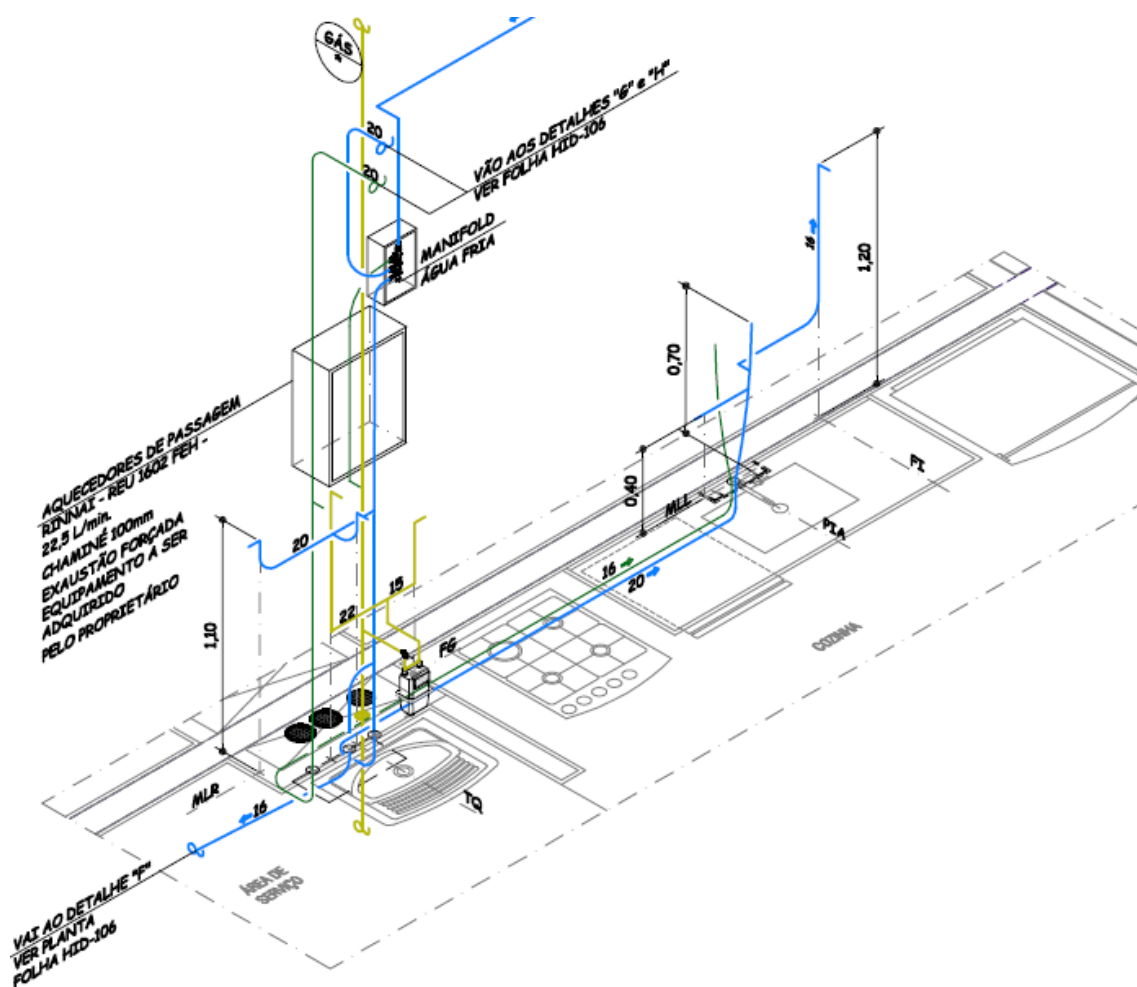 GÁS
20
20
VÃO AOS DETALHES "G" e "H"
VER FOLHA HID-106
MANIFOLD
ÁGUA FRIA
16
1,20
0,70
0,40
AQUECEDORES DE PASSAGEM
RINNAI - REU 1602 FEH -
22,5 L/min.
CHAMINÉ 100mm
EXAUSTÃO FORÇADA
EQUIPAMENTO A SER
ADQUIRIDO
PELO PROPRIETÁRIO
20
15
22
1,10
MLL
FI
PIA
16
20
FG
COZINHA
MLR
TQ
16
ÁREA DE
SERVIÇO
VAI AO DETALHE "F"
VER PLANTA
FOLHA HID-106